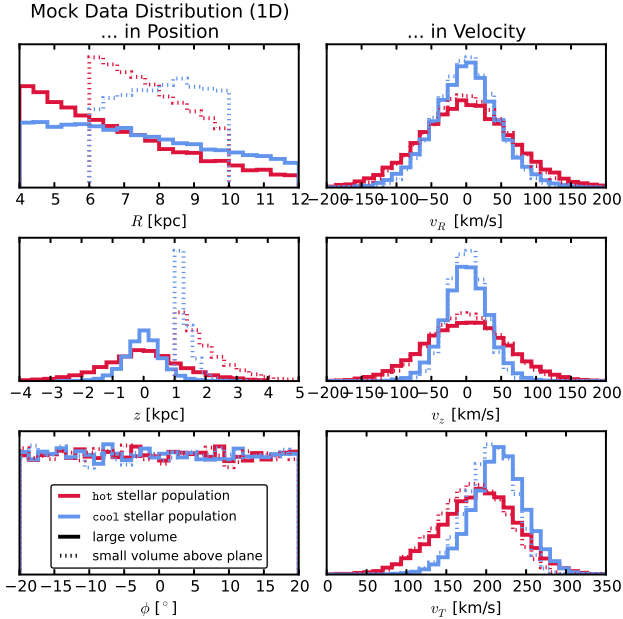 Mock Data Distribution (1D)
... in Position
... in Velocity
4 5 6 7 8 9 10 11 12
R [kpc]
−200 −150 −100 −50 0 50 100 150 200
v_R [km/s]
−4 −3 −2 −1 0 1 2 3 4 5
z [kpc]
−200 −150 −100 −50 0 50 100 150 200
v_z [km/s]
hot stellar population
cool stellar population
large volume
small volume above plane
−20 −15 −10 −5 0 5 10 15 20
ϕ [°]
0 50 100 150 200 250 300 350
v_T [km/s]